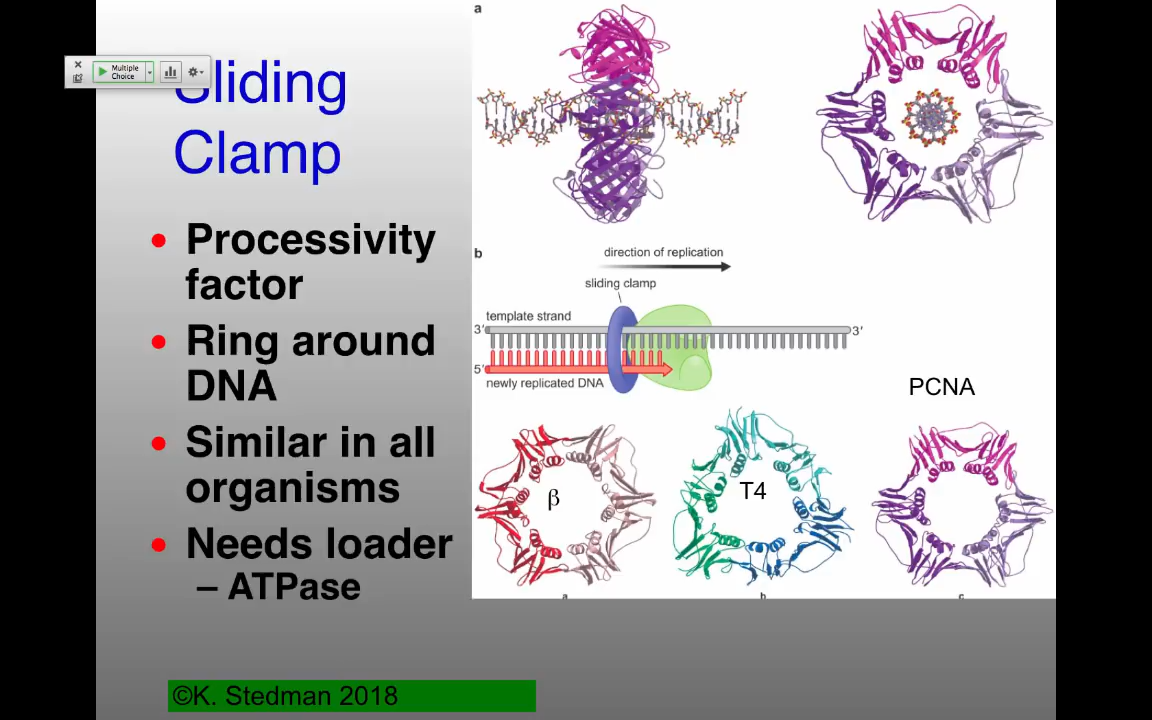 Multiple
Choice
Sliding
Clamp
• Processivity
factor
• Ring around
DNA
• Similar in all
organisms
• Needs loader
– ATPase
©K. Stedman 2018
a
b
direction of replication
sliding clamp
template strand
3′
3′
5′
newly replicated DNA
PCNA
β
T4
a
b
c